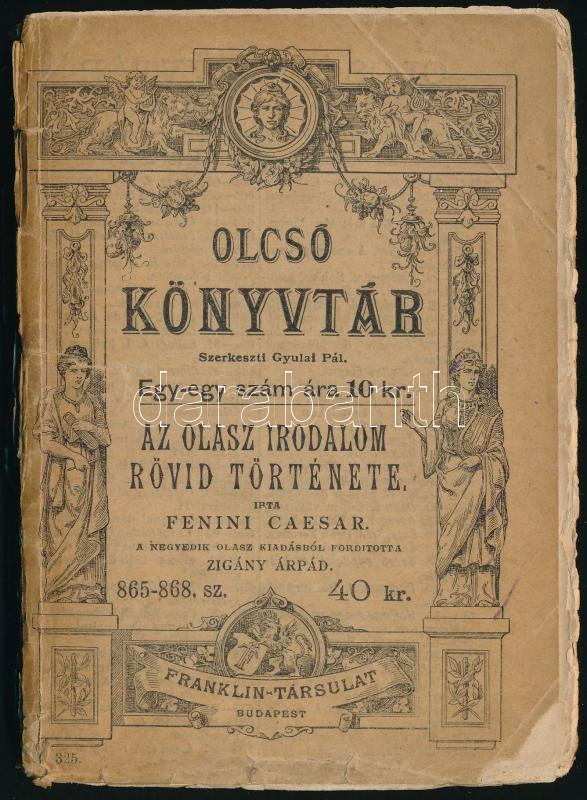 OLCSÓ
KÖNYVTÁR
Szerkeszti Gyulai Pál.
Egy-egy szám ára 10 kr.
darabanth
AZ OLASZ IRODALOM
RÖVID TÖRTÉNETE.
IRTA
FENINI CAESAR.
A NEGYEDIK OLASZ KIADÁSBÓL FORDITOTTA
ZIGÁNY ÁRPÁD.
865-868. sz. 40 kr.
FRANKLIN-TÁRSULAT
BUDAPEST
325.